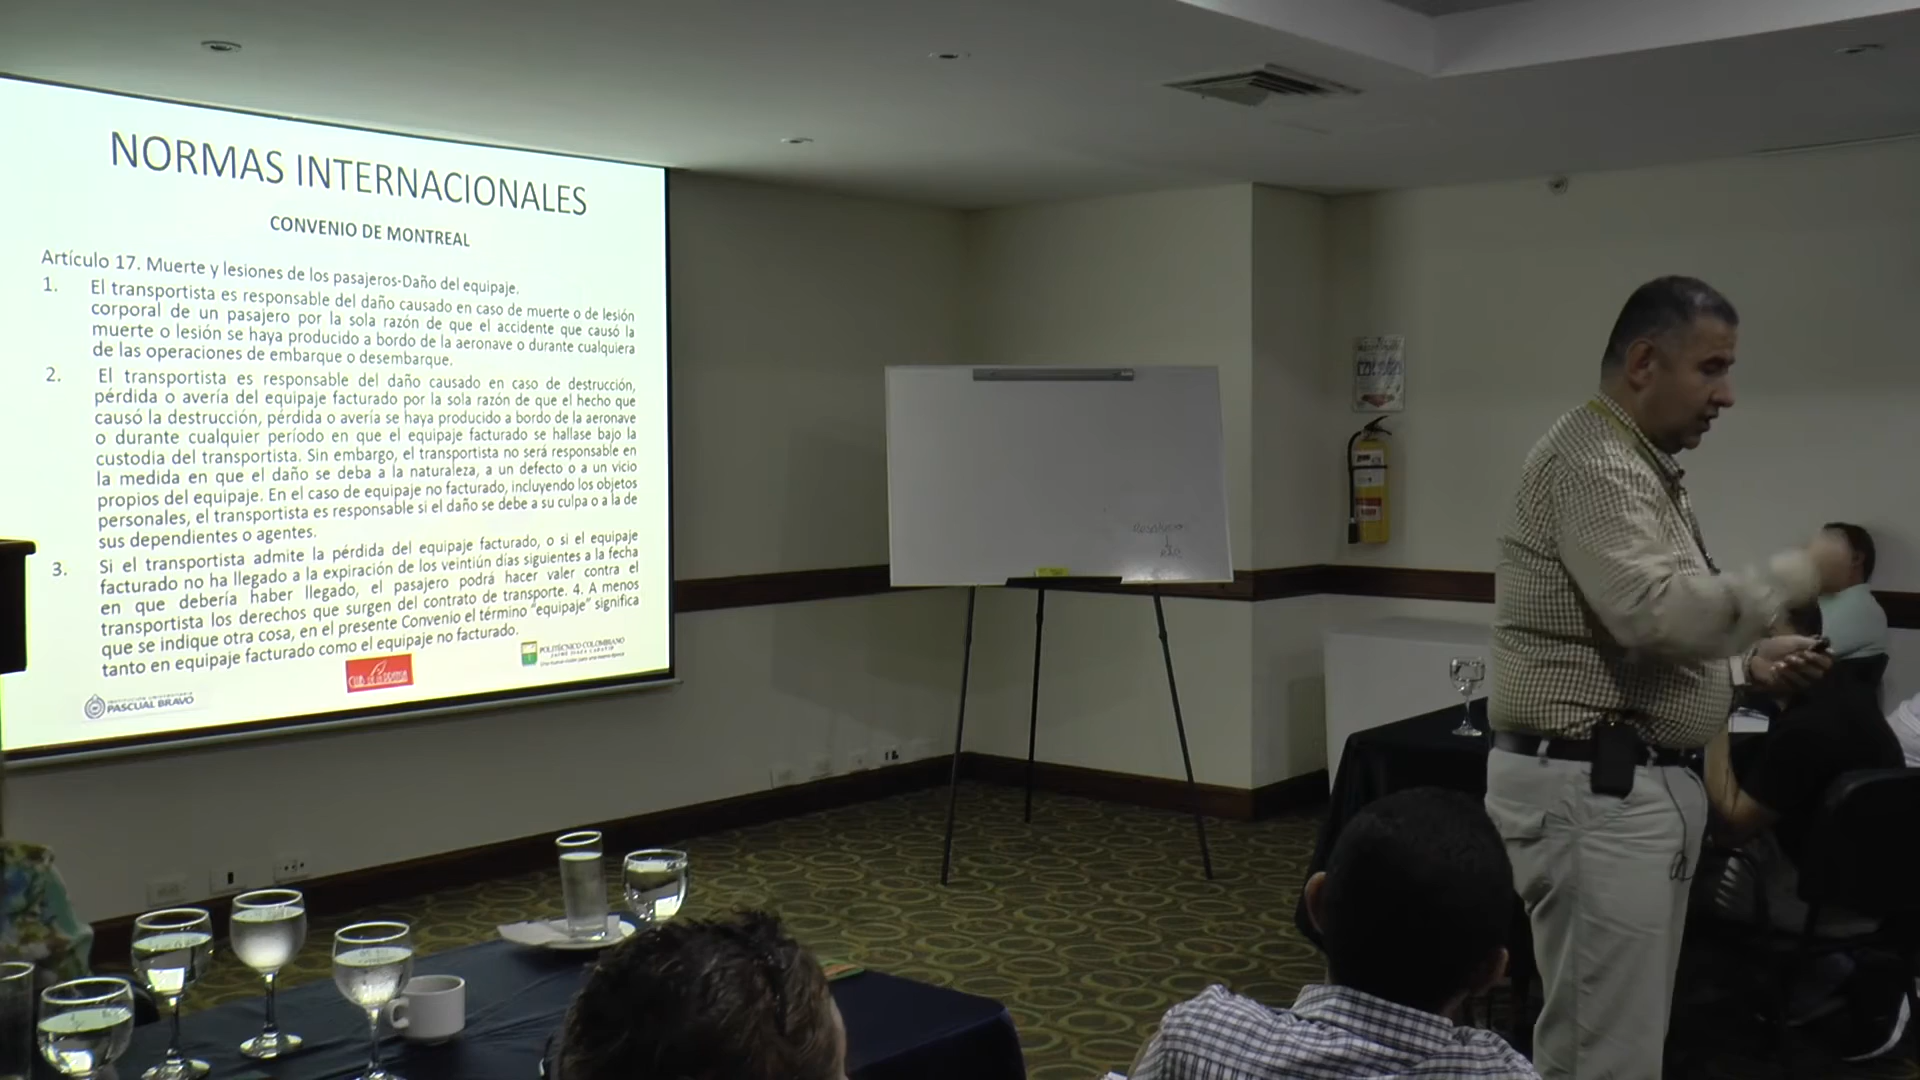 NORMAS INTERNACIONALES
CONVENIO DE MONTREAL
Artículo 17. Muerte y lesiones de los pasajeros-Daño del equipaje.
1. El transportista es responsable del daño causado en caso de muerte o de lesión
corporal de un pasajero por la sola razón de que el accidente que causó la
muerte o lesión se haya producido a bordo de la aeronave o durante cualquiera
de las operaciones de embarque o desembarque.
2. El transportista es responsable del daño causado en caso de destrucción,
pérdida o avería del equipaje facturado por la sola razón de que el hecho que
causó la destrucción, pérdida o avería se haya producido a bordo de la aeronave
o durante cualquier período en que el equipaje facturado se hallase bajo la
custodia del transportista. Sin embargo, el transportista no será responsable en
la medida en que el daño se deba a la naturaleza, a un defecto o a un vicio
propios del equipaje. En el caso de equipaje no facturado, incluyendo los objetos
personales, el transportista es responsable si el daño se debe a su culpa o a la de
sus dependientes o agentes.
3. Si el transportista admite la pérdida del equipaje facturado, o si el equipaje
facturado no ha llegado a la expiración de los veintiún días siguientes a la fecha
en que debería haber llegado, el pasajero podrá hacer valer contra el
transportista los derechos que surgen del contrato de transporte. 4. A menos
que se indique otra cosa, en el presente Convenio el término "equipaje" significa
tanto en equipaje facturado como el equipaje no facturado.
POLITÉCNICO COLOMBIANO
JAIME ISAZA CADAVID
CLUB DE LA PRENSA
INSTITUCIÓN UNIVERSITARIA
PASCUAL BRAVO